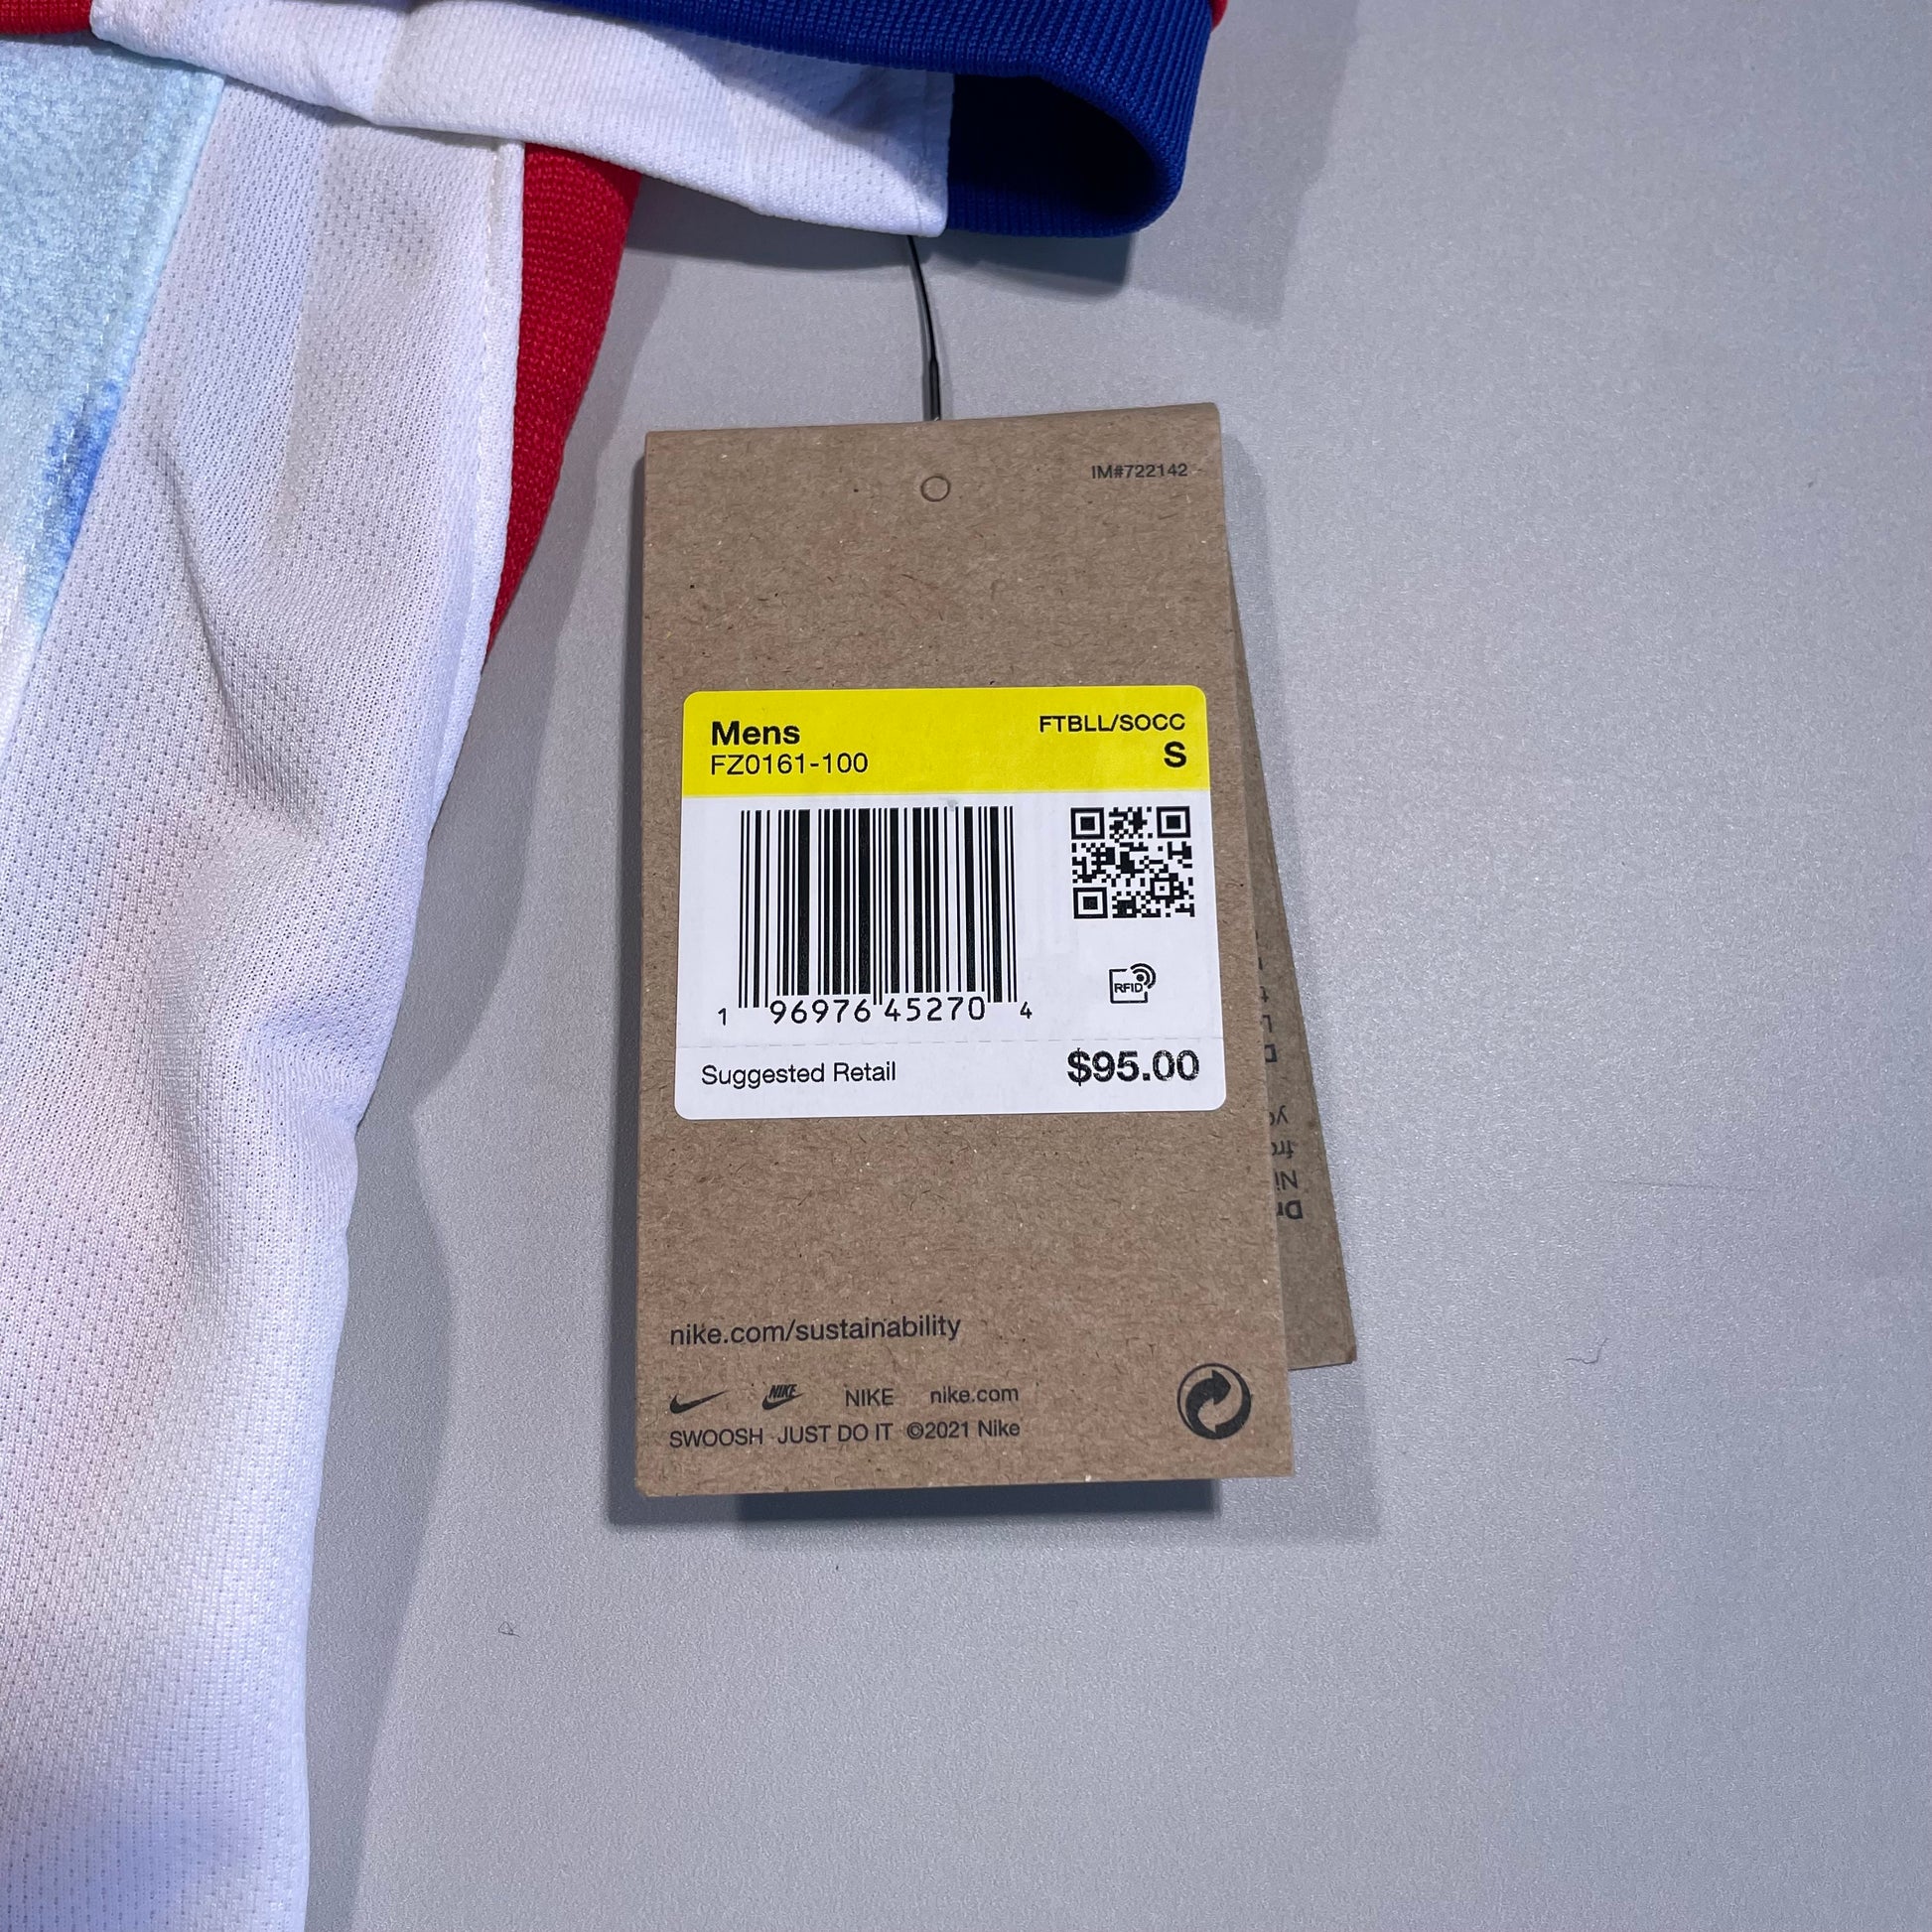 IM#722142
Mens
FTBLL/SOCC
FZ0161-100
S
1 96976 45270 4
RFID
Suggested Retail
$95.00
nike.com/sustainability
NIKE NIKE nike.com
SWOOSH JUST DO IT ©2021 Nike